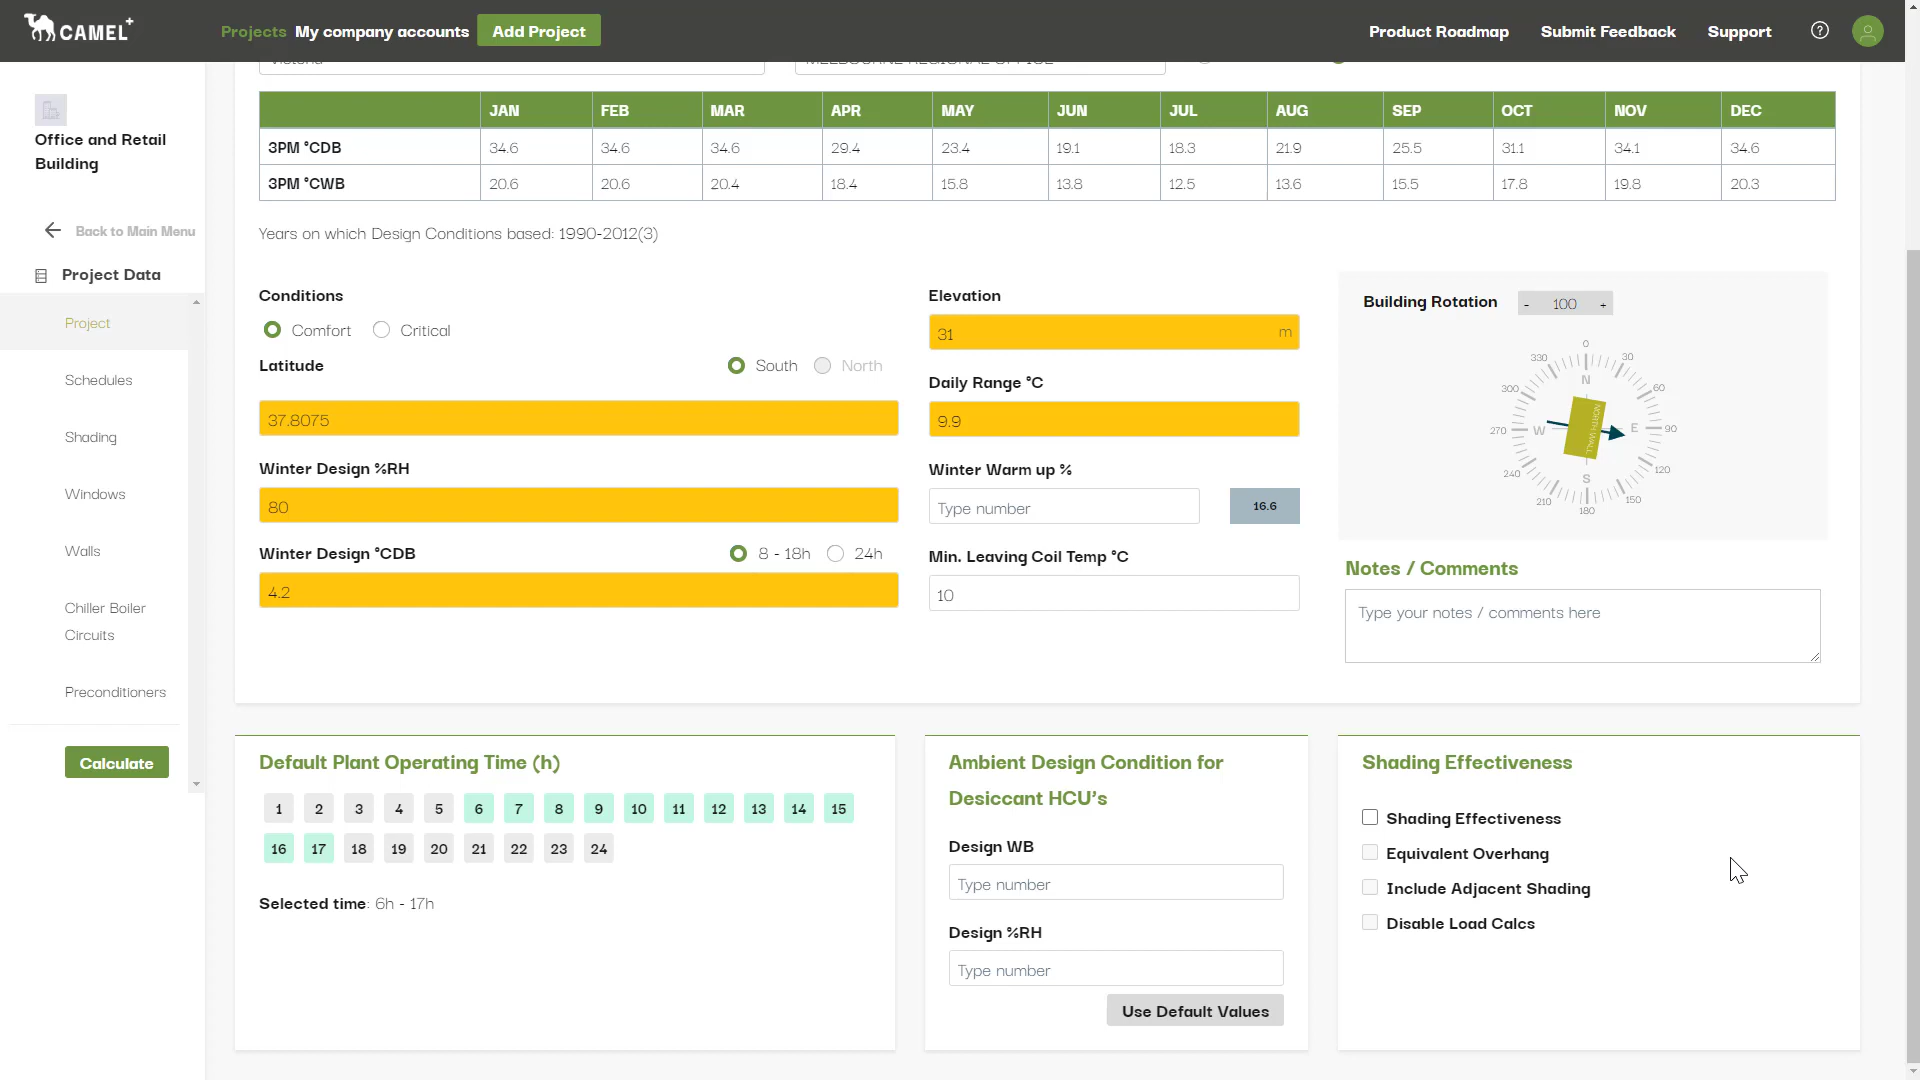 CAMEL+
Projects My company accounts Add Project
Product Roadmap Submit Feedback Support
Office and Retail
Building
Back to Main Menu
Project Data
Project
Schedules
Shading
Windows
Walls
Chiller Boiler
Circuits
Preconditioners
Calculate
JAN FEB MAR APR MAY JUN JUL AUG SEP OCT NOV DEC
3PM °CDB 34.6 34.6 34.6 29.4 23.4 19.1 18.3 21.9 25.5 31.1 34.1 34.6
3PM °CWB 20.6 20.6 20.4 18.4 15.8 13.8 12.5 13.6 15.5 17.8 19.8 20.3
Years on which Design Conditions based: 1990-2012(3)
Conditions
Comfort Critical
Latitude South North
37.8075
Winter Design %RH
80
Winter Design °CDB 8 - 18h 24h
4.2
Elevation
31 m
Daily Range °C
9.9
Winter Warm up %
Type number 16.6
Min. Leaving Coil Temp °C
10
Building Rotation - 100 +
0
330 30
N
300 60
NORTH WALL
270 W E 90
240 120
S
210 150
180
Notes / Comments
Type your notes / comments here
Default Plant Operating Time (h)
1 2 3 4 5 6 7 8 9 10 11 12 13 14 15
16 17 18 19 20 21 22 23 24
Selected time: 6h - 17h
Ambient Design Condition for
Desiccant HCU's
Design WB
Type number
Design %RH
Type number
Use Default Values
Shading Effectiveness
Shading Effectiveness
Equivalent Overhang
Include Adjacent Shading
Disable Load Calcs